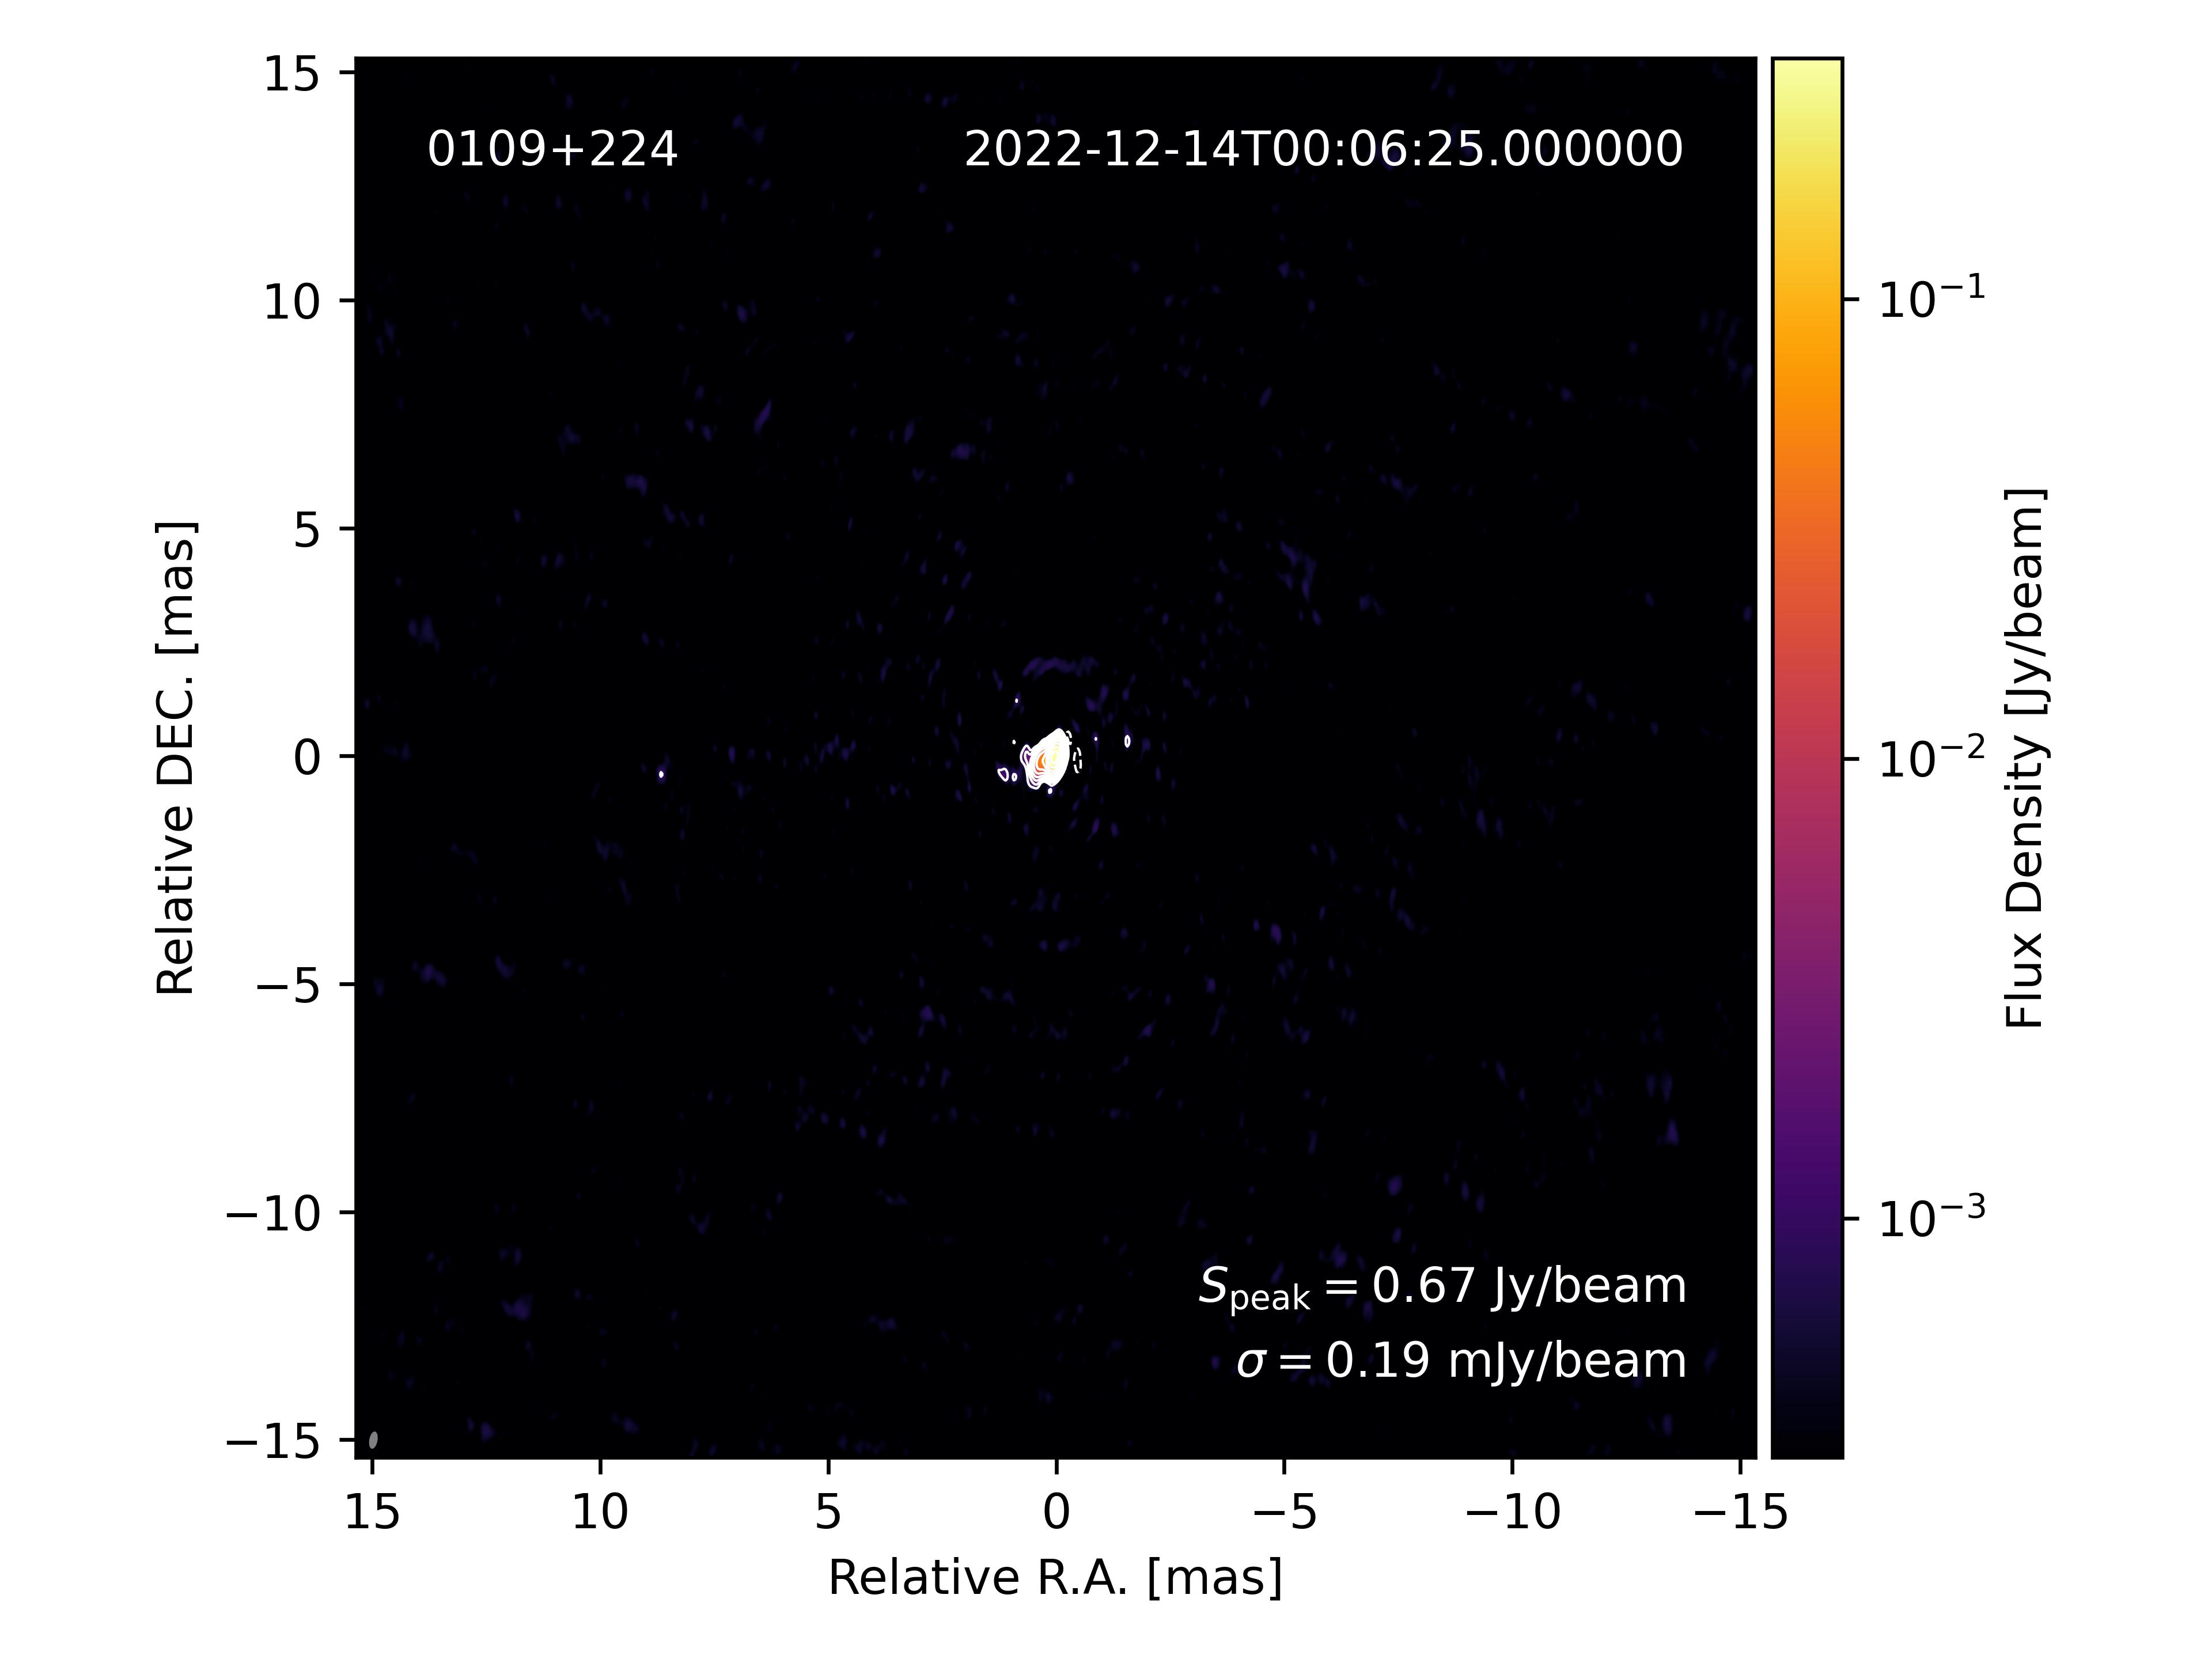 0109+224
2022-12-14T00:06:25.000000
15
10
5
0
−5
−10
−15
Relative DEC. [mas]
S_peak = 0.67 Jy/beam
σ = 0.19 mJy/beam
15 10 5 0 −5 −10 −15
Relative R.A. [mas]
10⁻¹
10⁻²
10⁻³
Flux Density [Jy/beam]